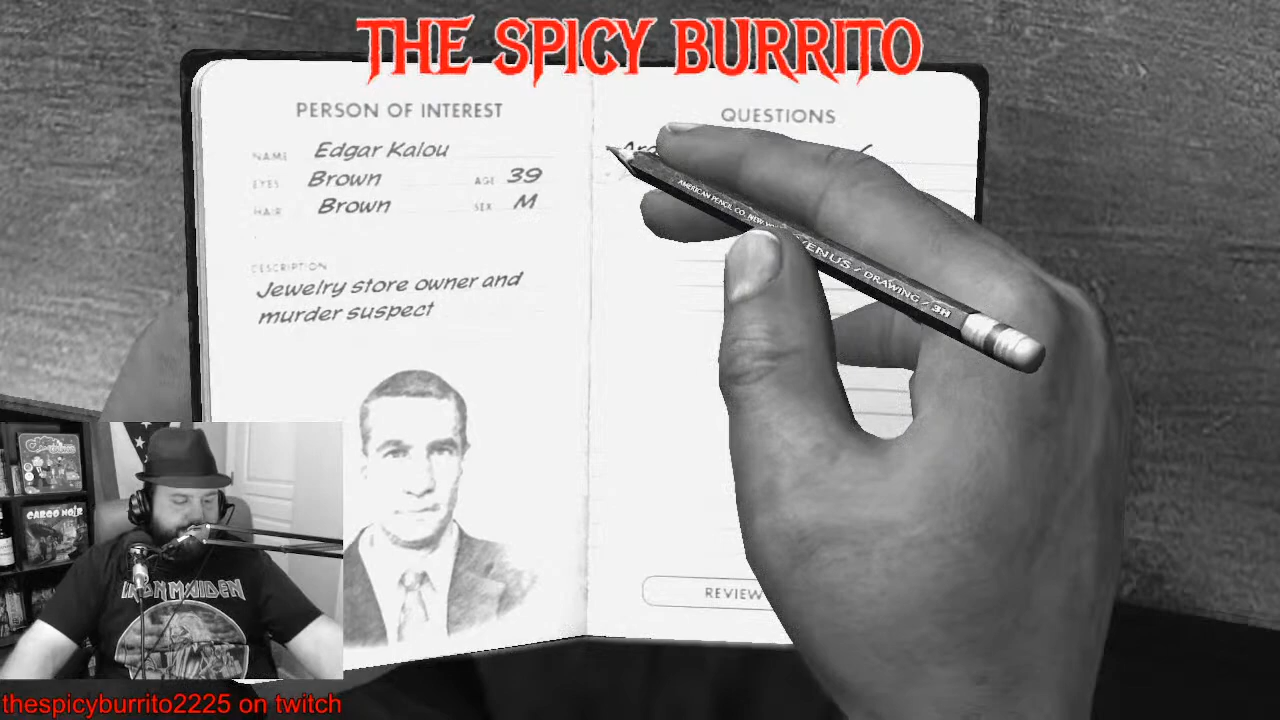 THE SPICY BURRITO
PERSON OF INTEREST
NAME Edgar Kalou
EYES Brown AGE 39
HAIR Brown SEX M
DESCRIPTION
Jewelry store owner and
murder suspect
QUESTIONS
AMERICAN PENCIL CO. NEW
VENUS / DRAWING / 3H
REVIEW
CARGO NOIR
IRON MAIDEN
thespicyburrito2225 on twitch